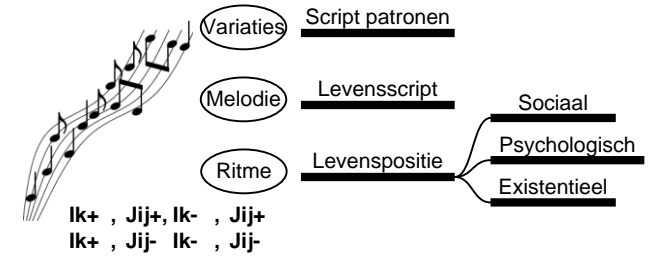 Variaties Script patronen
Melodie Levensscript
Sociaal
Psychologisch
Ritme Levenspositie
Existentieel
Ik+ , Jij+, Ik- , Jij+
Ik+ , Jij- Ik- , Jij-